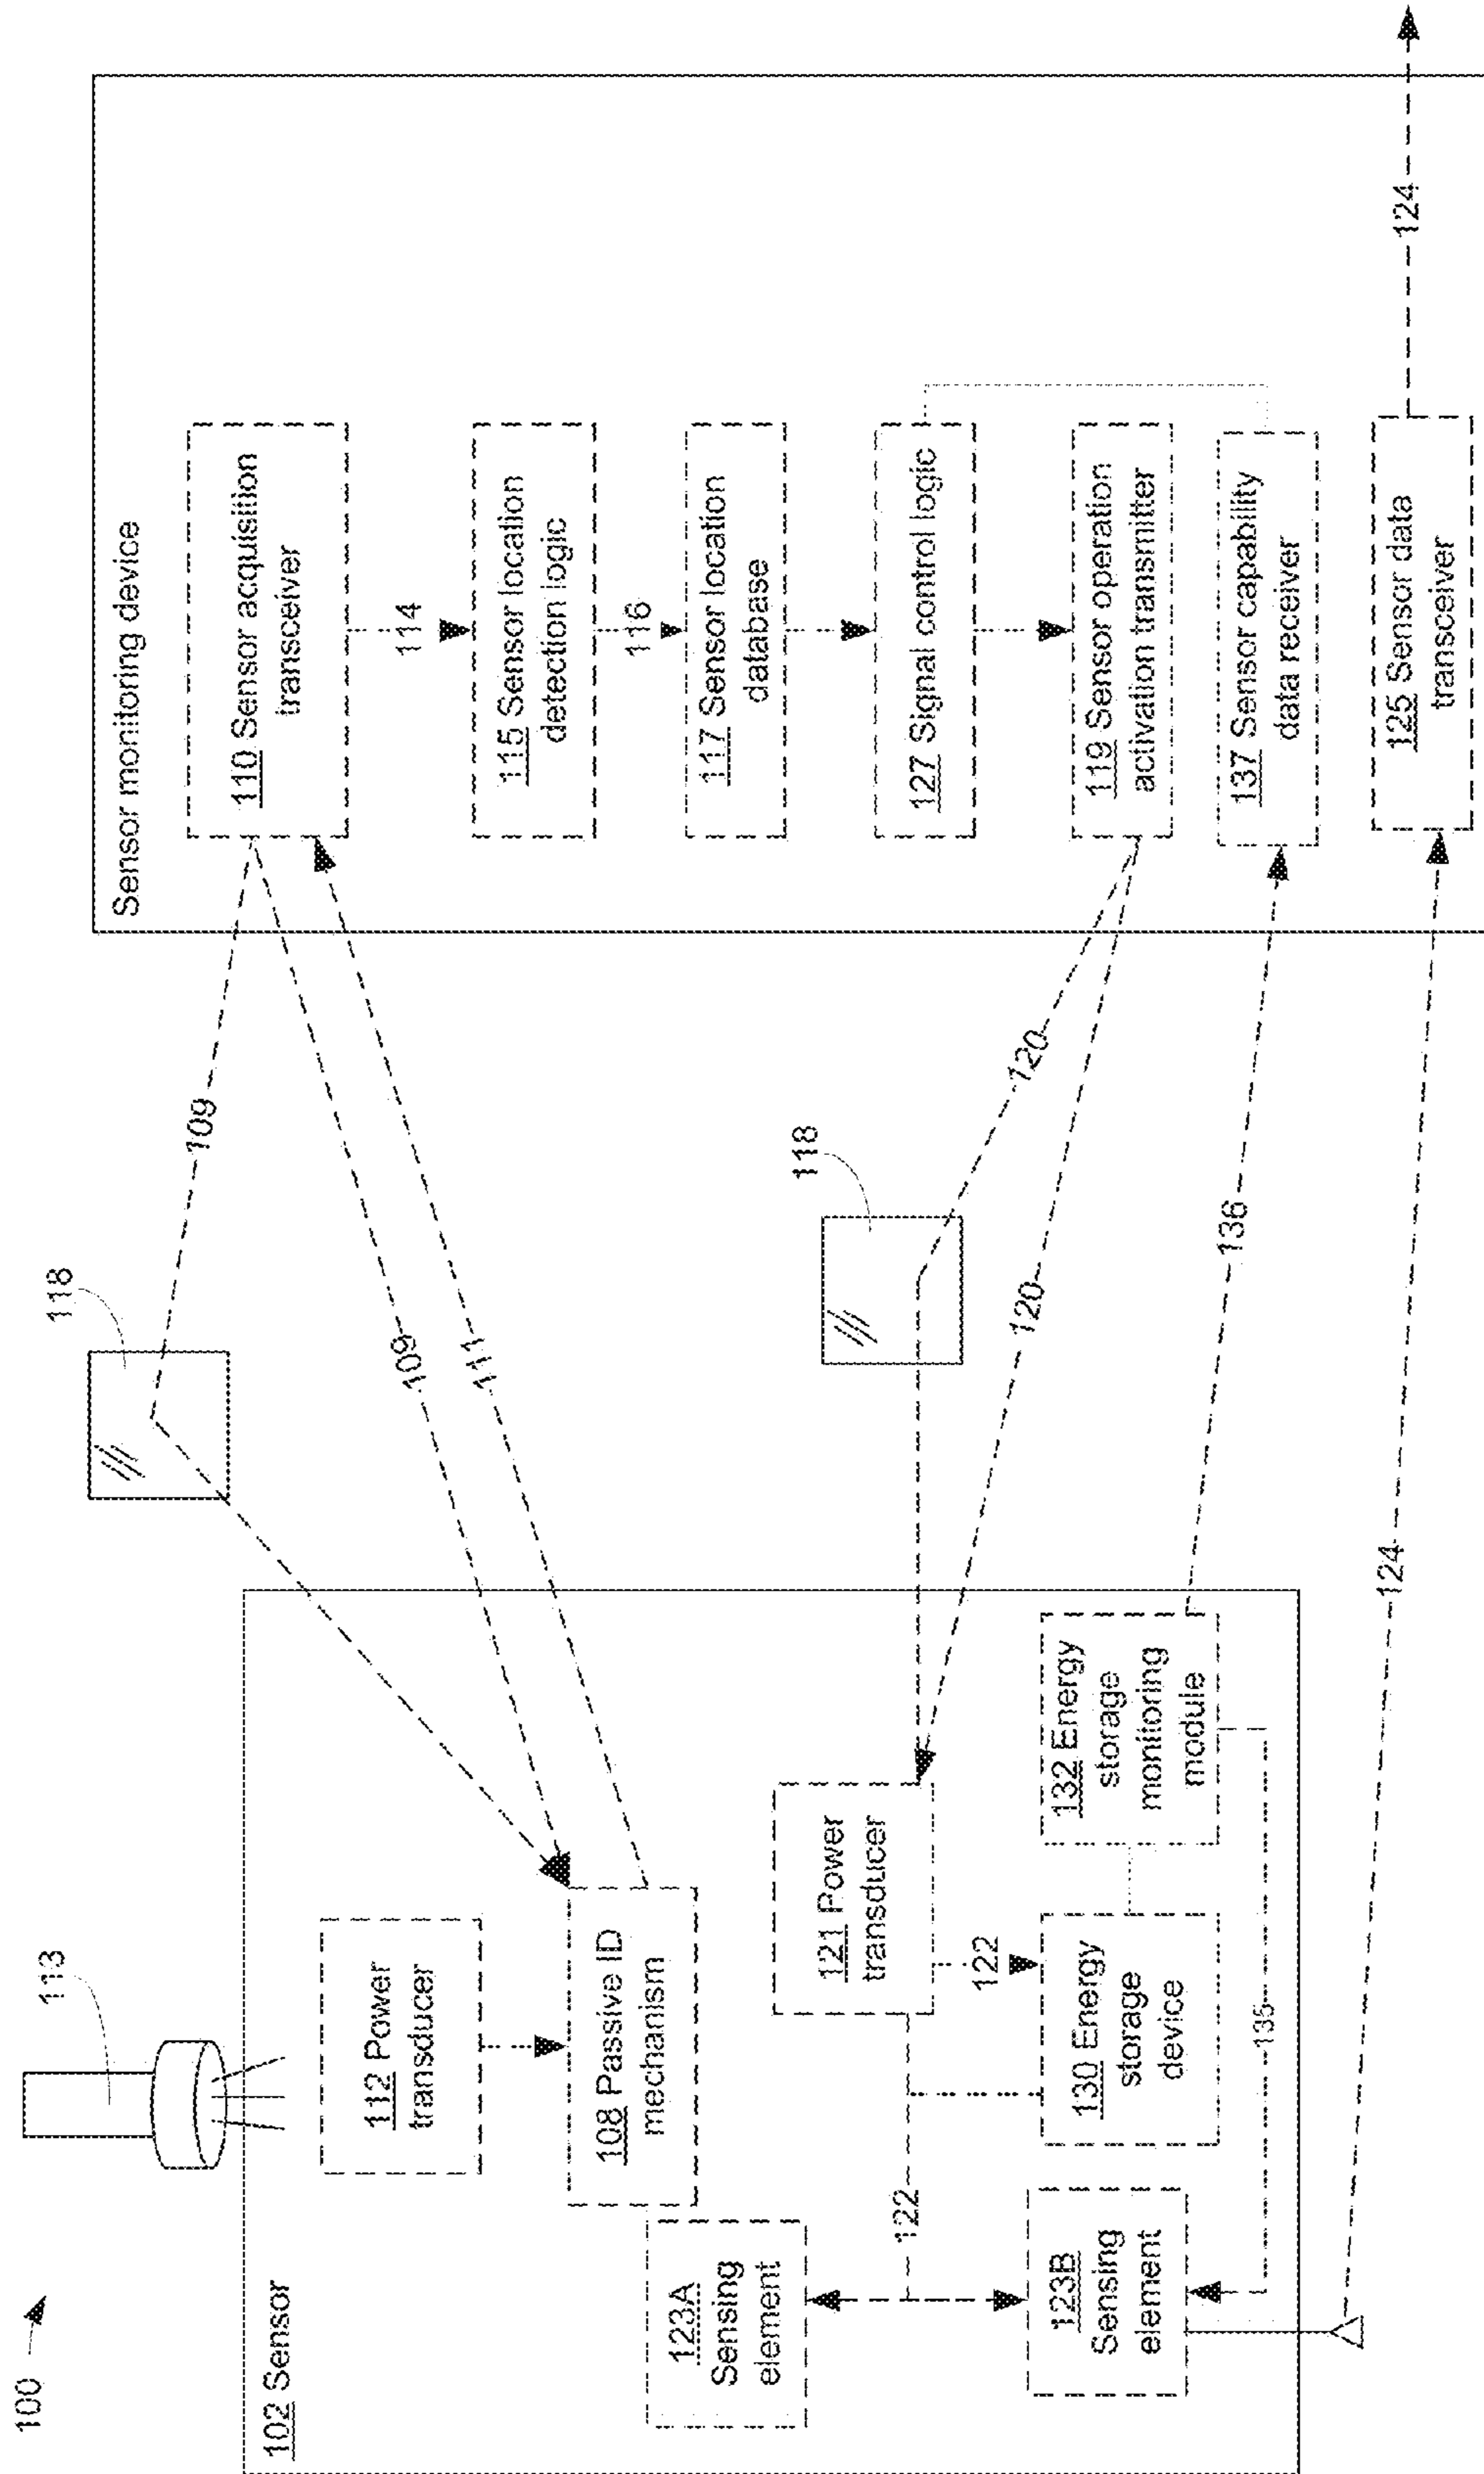 100
113
118
102 Sensor
112 Power
transducer
108 Passive ID
mechanism
123A
Sensing
element
122
121 Power
transducer
122
123B
Sensing
element
130 Energy
storage
device
132 Energy
storage
monitoring
module
135
109
109
111
118
120
120
136
124
Sensor monitoring device
110 Sensor acquisition
transceiver
114
115 Sensor location
detection logic
116
117 Sensor location
database
127 Signal control logic
119 Sensor operation
activation transmitter
137 Sensor capability
data receiver
125 Sensor data
transceiver
124